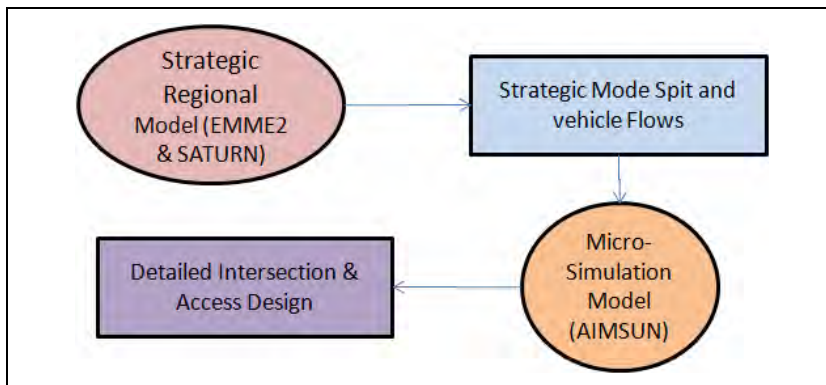 Strategic
Regional
Model (EMME2
& SATURN)
Strategic Mode Spit and
vehicle Flows
Micro-
Simulation
Model
(AIMSUN)
Detailed Intersection &
Access Design